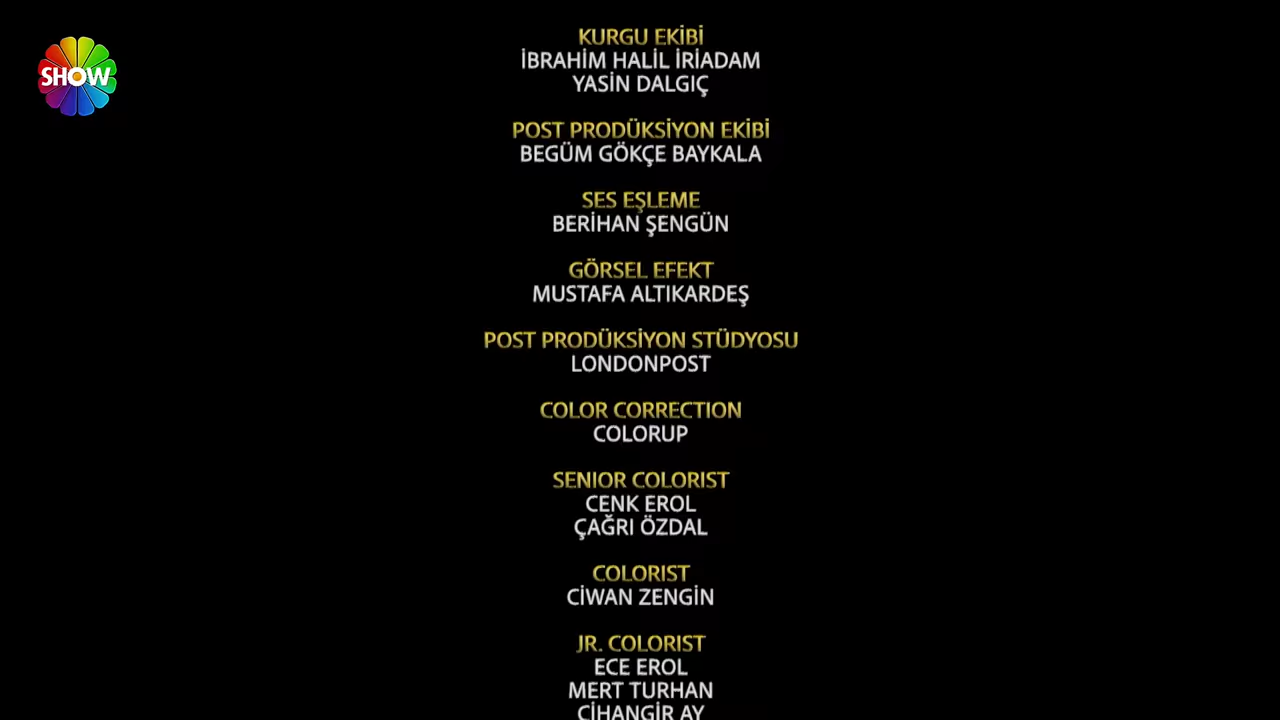 SHOW
KURGU EKİBİ
İBRAHİM HALİL İRİADAM
YASİN DALGIÇ
POST PRODÜKSİYON EKİBİ
BEGÜM GÖKÇE BAYKALA
SES EŞLEME
BERİHAN ŞENGÜN
GÖRSEL EFEKT
MUSTAFA ALTIKARDEŞ
POST PRODÜKSİYON STÜDYOSU
LONDONPOST
COLOR CORRECTION
COLORUP
SENIOR COLORIST
CENK EROL
ÇAĞRI ÖZDAL
COLORIST
CİWAN ZENGİN
JR. COLORIST
ECE EROL
MERT TURHAN
CİHANGİR AY